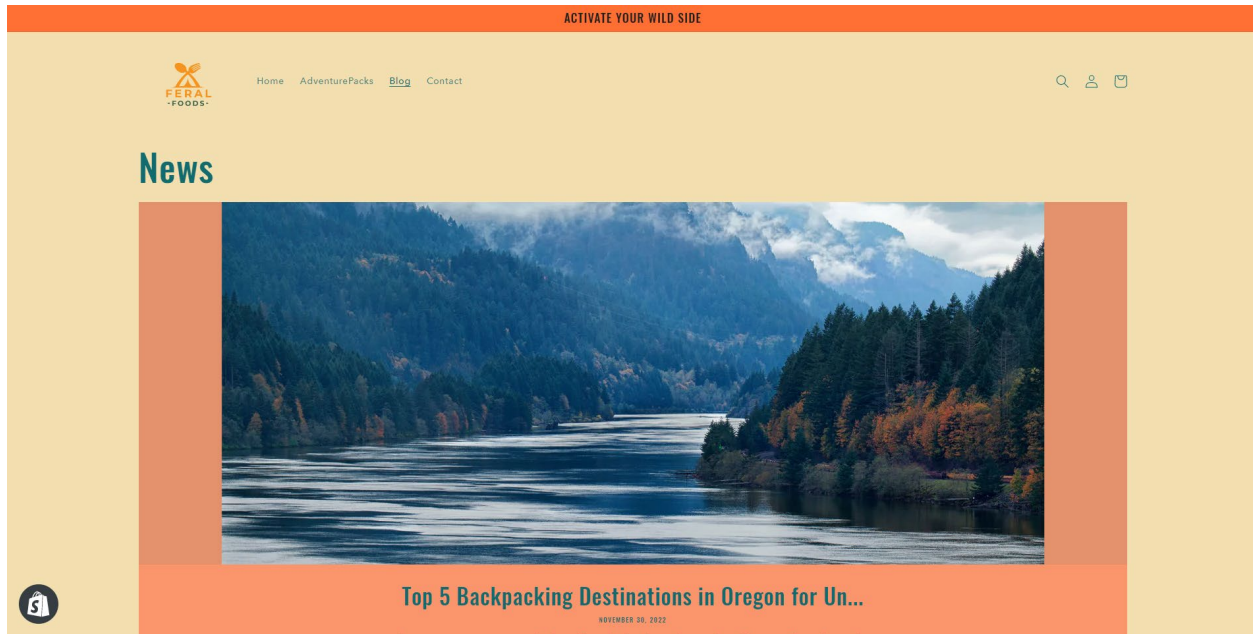 ACTIVATE YOUR WILD SIDE
FERAL
·FOODS·
Home AdventurePacks Blog Contact
News
Top 5 Backpacking Destinations in Oregon for Un...
NOVEMBER 30, 2022